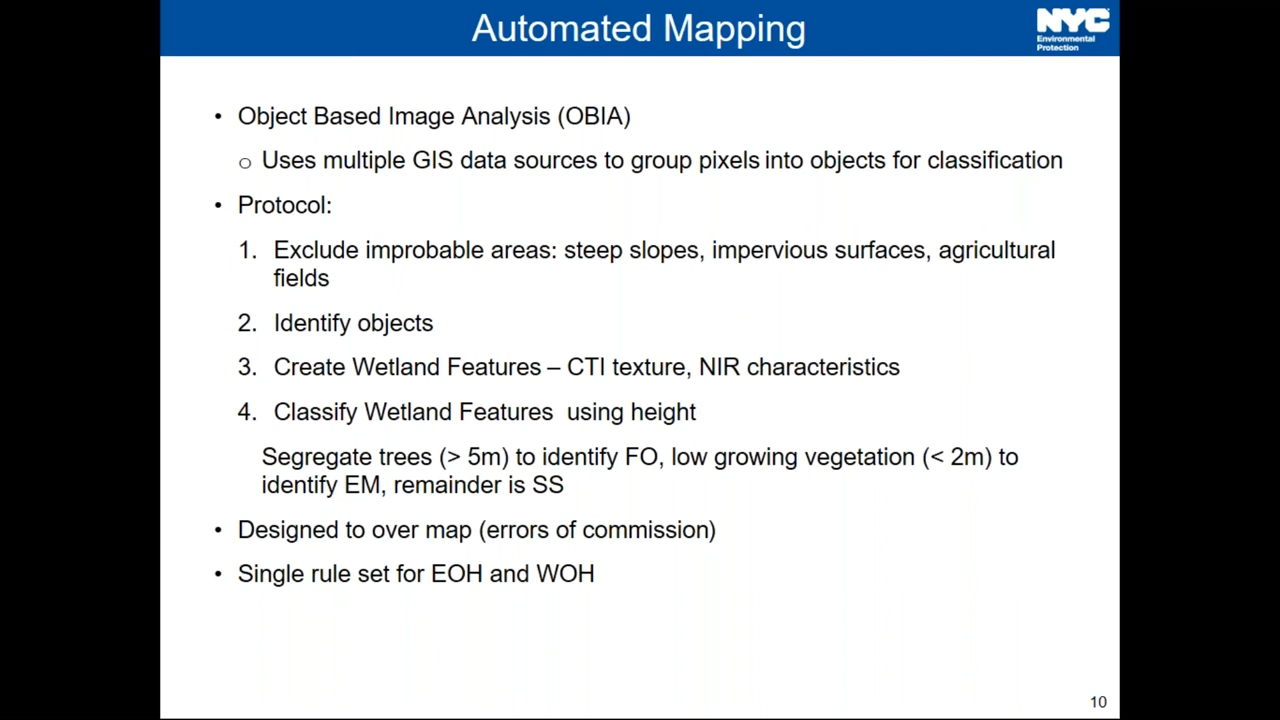 Automated Mapping
NYC
Environmental
Protection
• Object Based Image Analysis (OBIA)
o Uses multiple GIS data sources to group pixels into objects for classification
• Protocol:
1. Exclude improbable areas: steep slopes, impervious surfaces, agricultural
fields
2. Identify objects
3. Create Wetland Features – CTI texture, NIR characteristics
4. Classify Wetland Features using height
Segregate trees (> 5m) to identify FO, low growing vegetation (< 2m) to
identify EM, remainder is SS
• Designed to over map (errors of commission)
• Single rule set for EOH and WOH
10